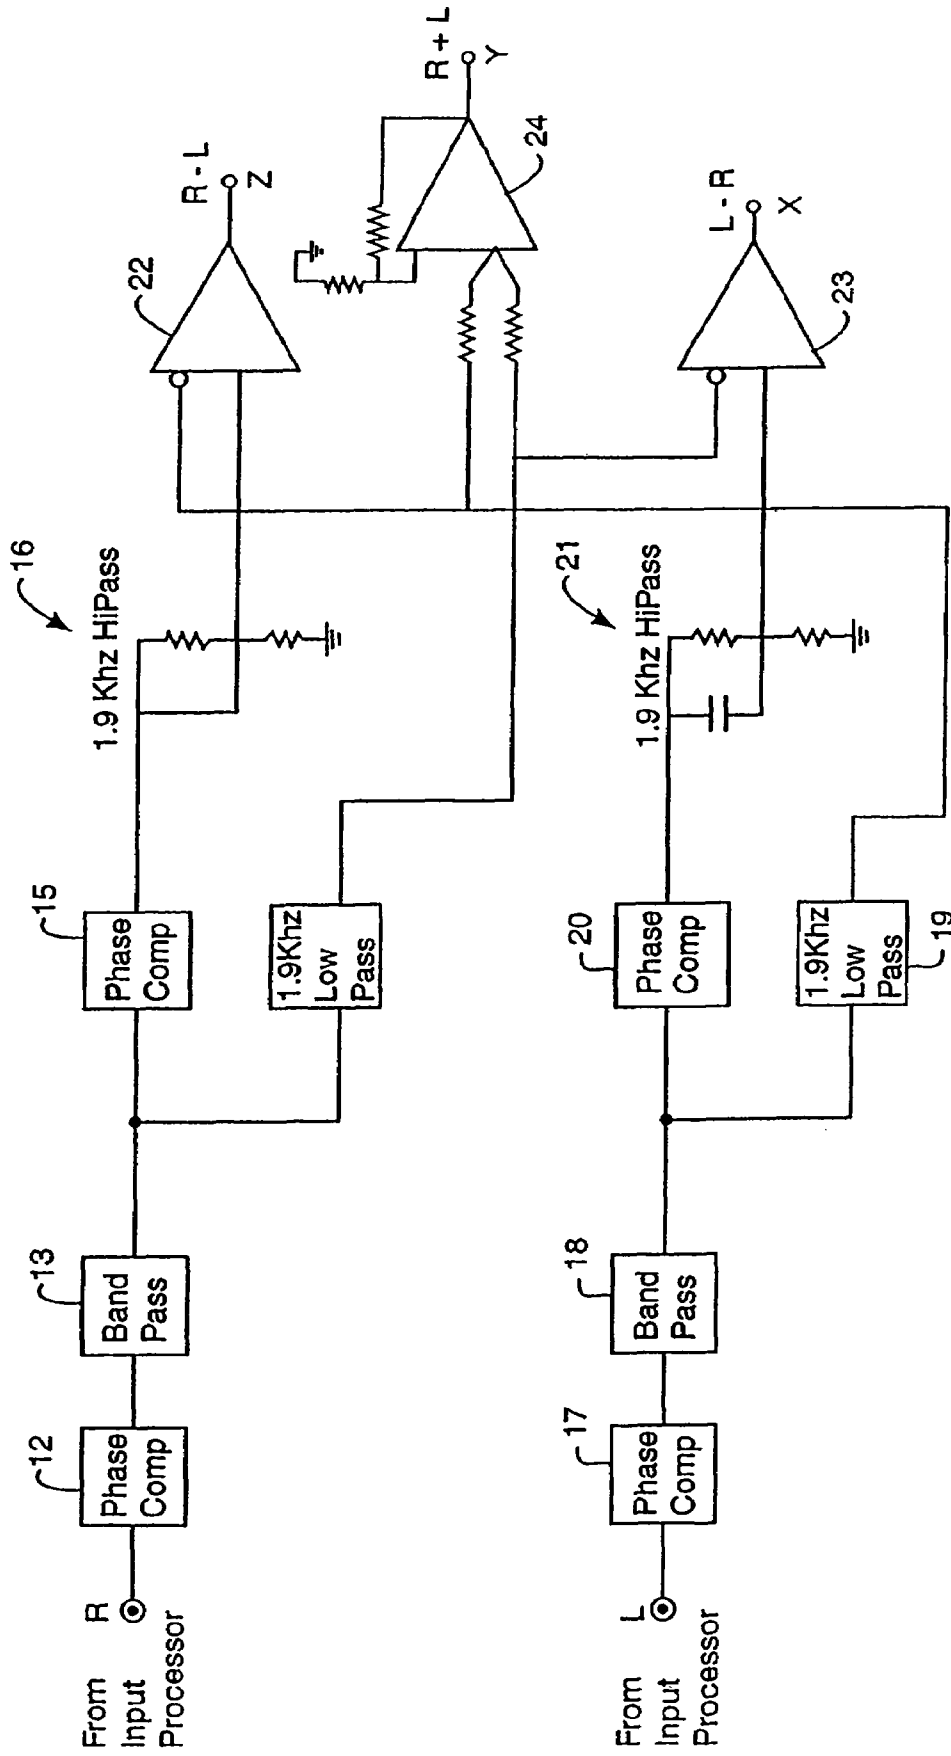 From
Input
Processor
R
12
Phase
Comp
13
Band
Pass
15
Phase
Comp
1.9Khz
Low
Pass
16
1.9 Khz HiPass
22
R - L
Z
R + L
Y
24
From
Input
Processor
L
17
Phase
Comp
18
Band
Pass
20
Phase
Comp
1.9Khz
Low
Pass
19
21
1.9 Khz HiPass
23
L - R
X